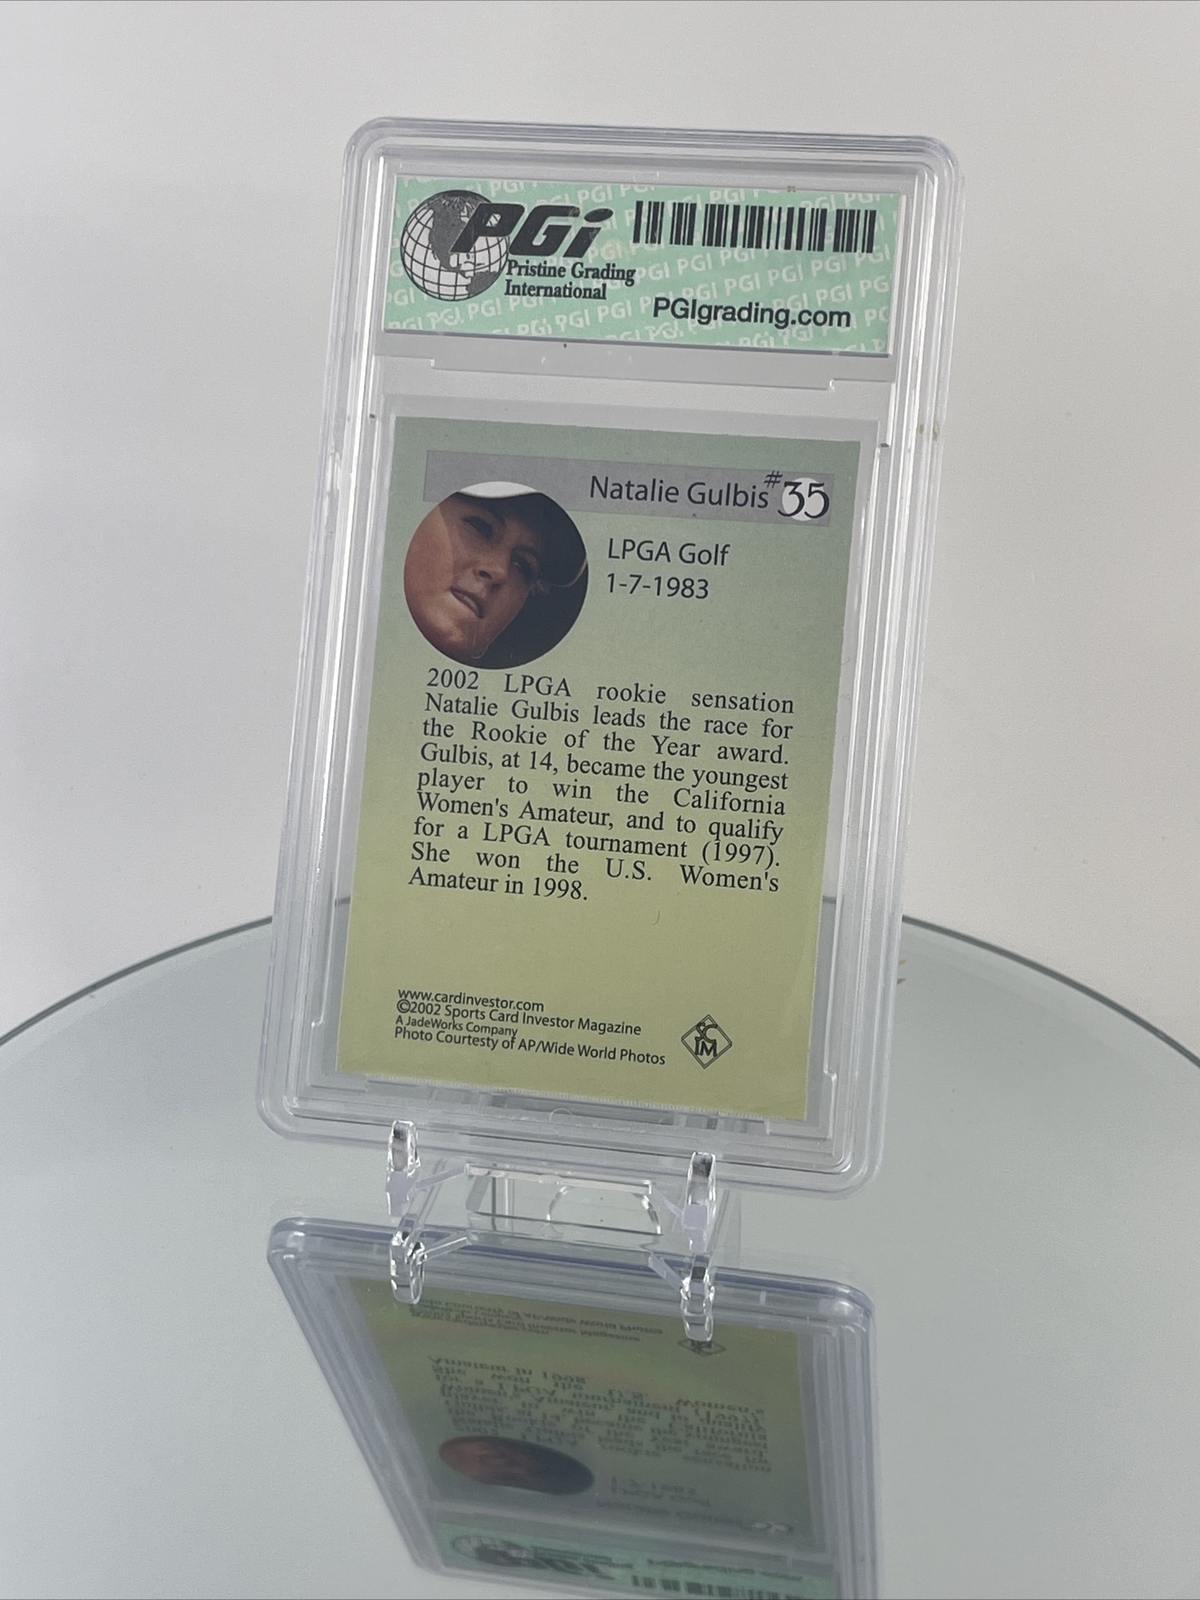 PGi
Pristine Grading
International
PGIgrading.com
Natalie Gulbis #35
LPGA Golf
1-7-1983
2002 LPGA rookie sensation
Natalie Gulbis leads the race for
the Rookie of the Year award.
Gulbis, at 14, became the youngest
player to win the California
Women's Amateur, and to qualify
for a LPGA tournament (1997).
She won the U.S. Women's
Amateur in 1998.
www.cardinvestor.com
©2002 Sports Card Investor Magazine
A JadeWorks Company
Photo Courtesty of AP/Wide World Photos
SCIM